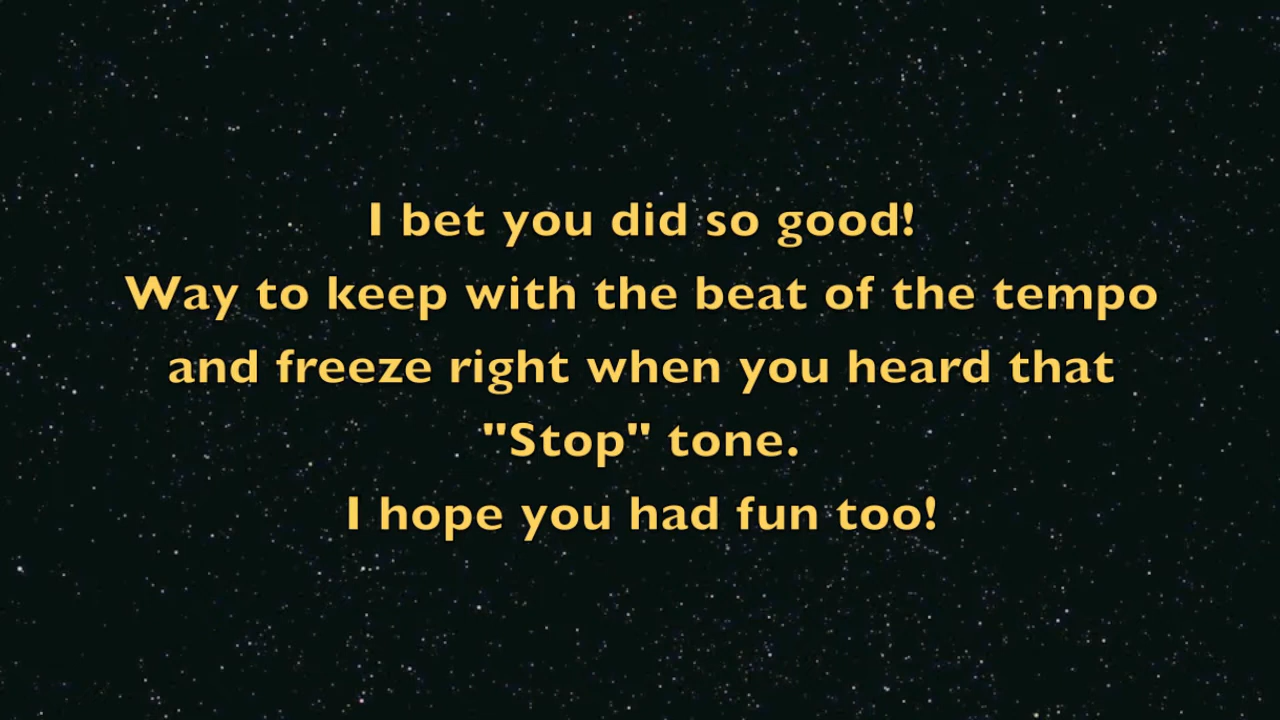 I bet you did so good!
Way to keep with the beat of the tempo
and freeze right when you heard that
"Stop" tone.
I hope you had fun too!